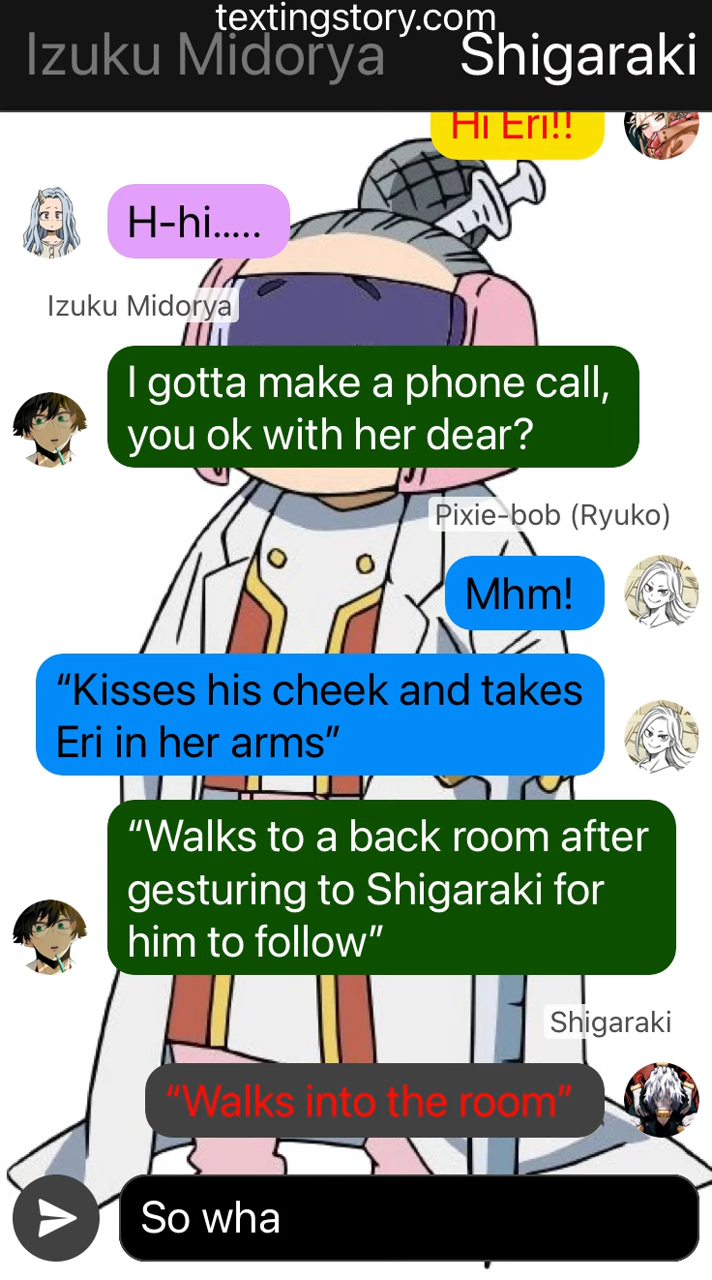 textingstory.com
Izuku Midorya
Shigaraki
Hi Eri!!
H-hi.....
Izuku Midorya
I gotta make a phone call,
you ok with her dear?
Pixie-bob (Ryuko)
Mhm!
“Kisses his cheek and takes
Eri in her arms”
“Walks to a back room after
gesturing to Shigaraki for
him to follow”
Shigaraki
“Walks into the room”
So wha